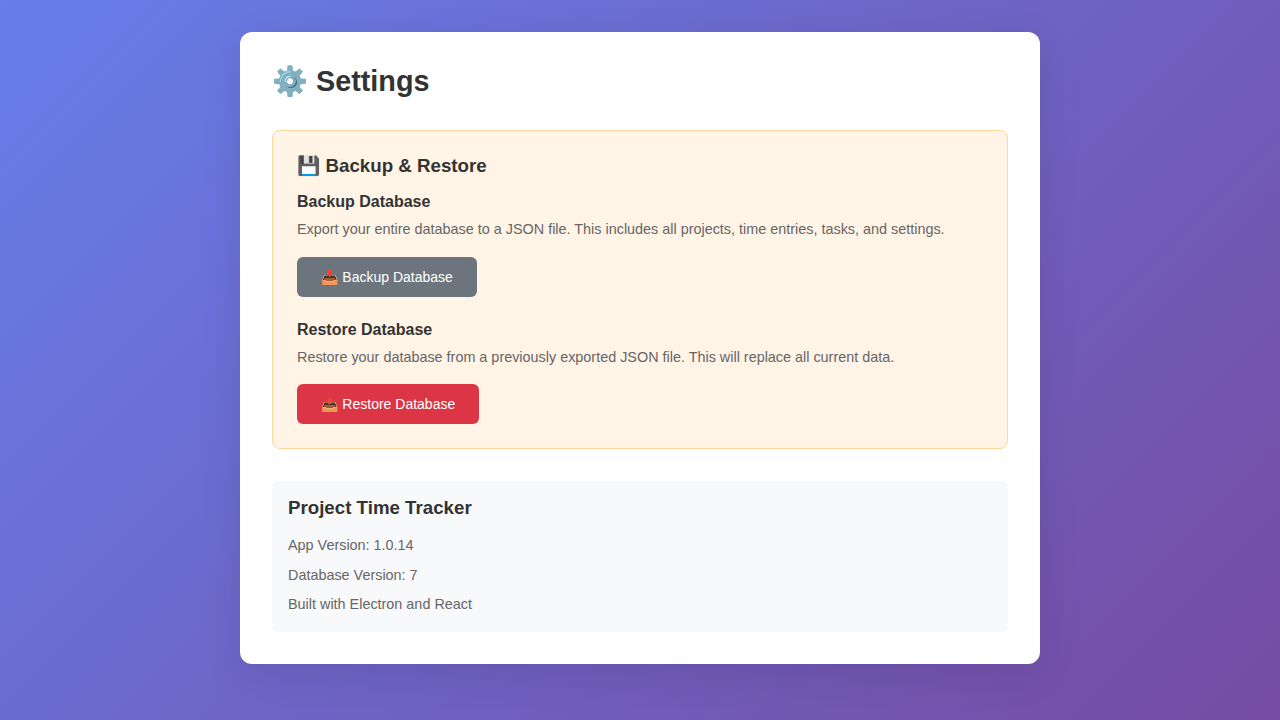 ⚙️ Settings
💾 Backup & Restore
Backup Database
Export your entire database to a JSON file. This includes all projects, time entries, tasks, and settings.
📥 Backup Database
Restore Database
Restore your database from a previously exported JSON file. This will replace all current data.
📤 Restore Database
Project Time Tracker
App Version: 1.0.14
Database Version: 7
Built with Electron and React